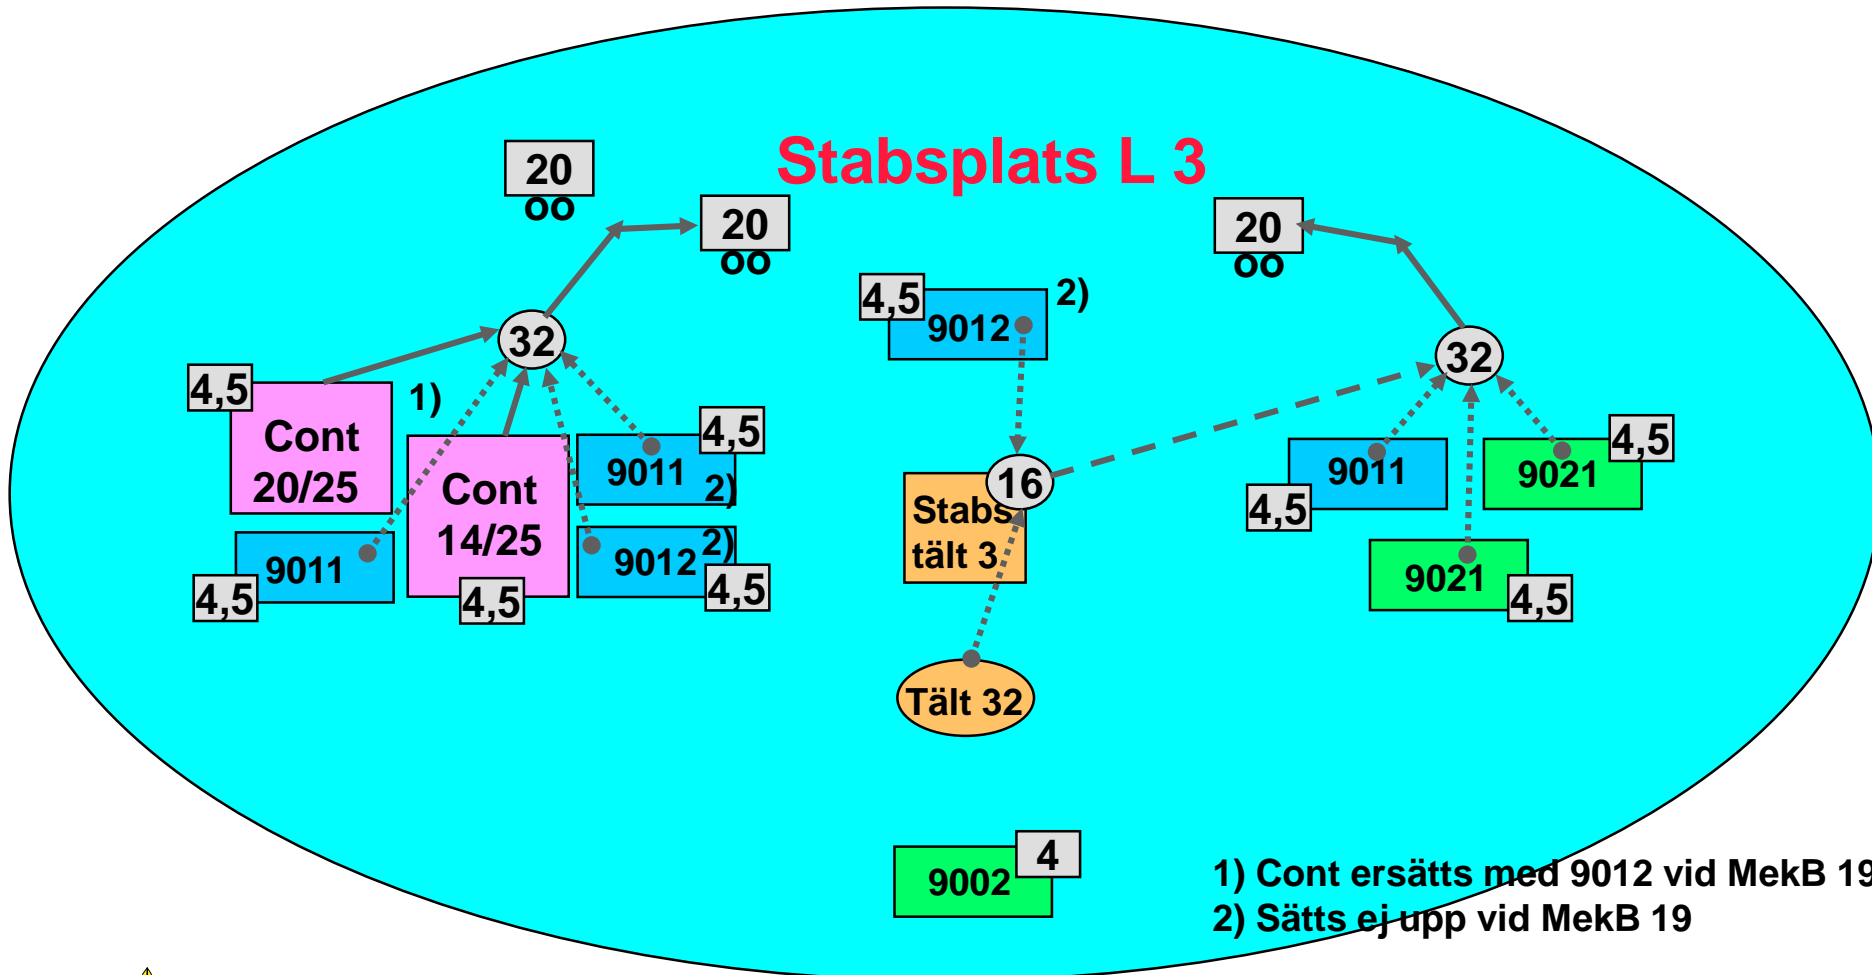 Stabsplats L 3
20
oo
20
oo
20
oo
4,5
9012
2)
32
32
4,5
Cont
20/25
1)
Cont
14/25
4,5
4,5
9011
2)
9011
4,5
9012
2)
4,5
16
Stabs
tält 3
9011
4,5
9021
4,5
9021
4,5
Tält 32
4
9002
1) Cont ersätts med 9012 vid MekB 19
2) Sätts ej upp vid MekB 19